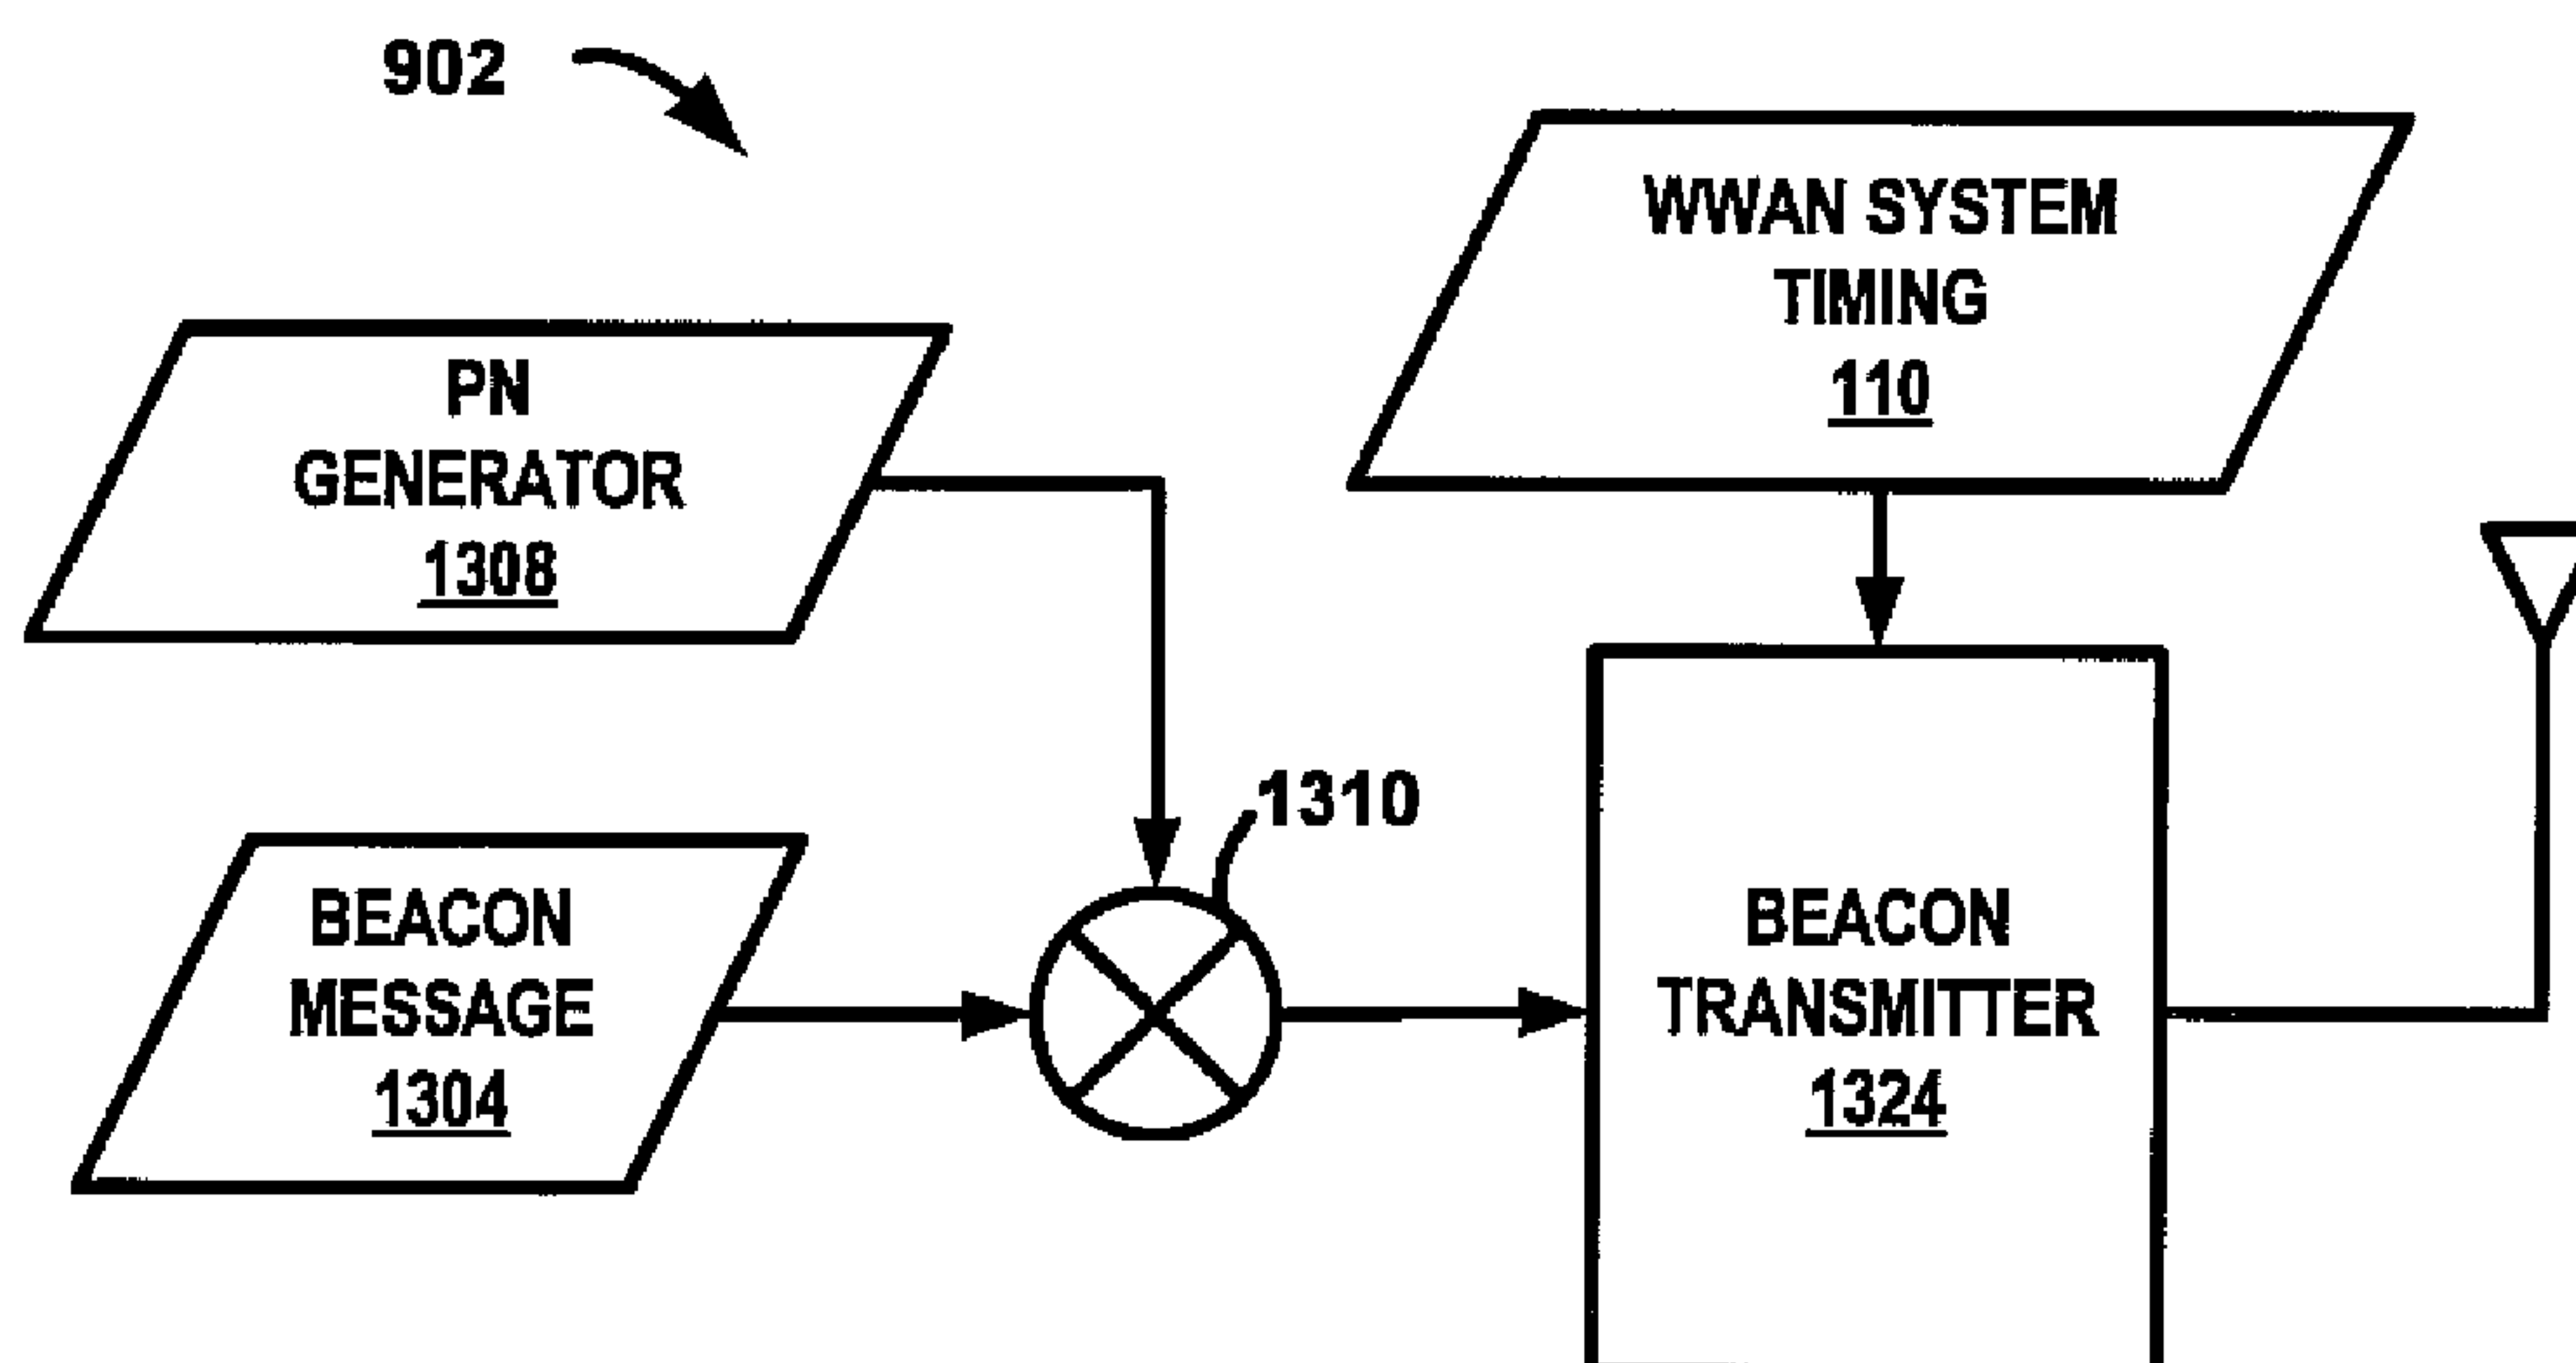 902
WWAN SYSTEM
TIMING
110
PN
GENERATOR
1308
1310
BEACON
MESSAGE
1304
BEACON
TRANSMITTER
1324